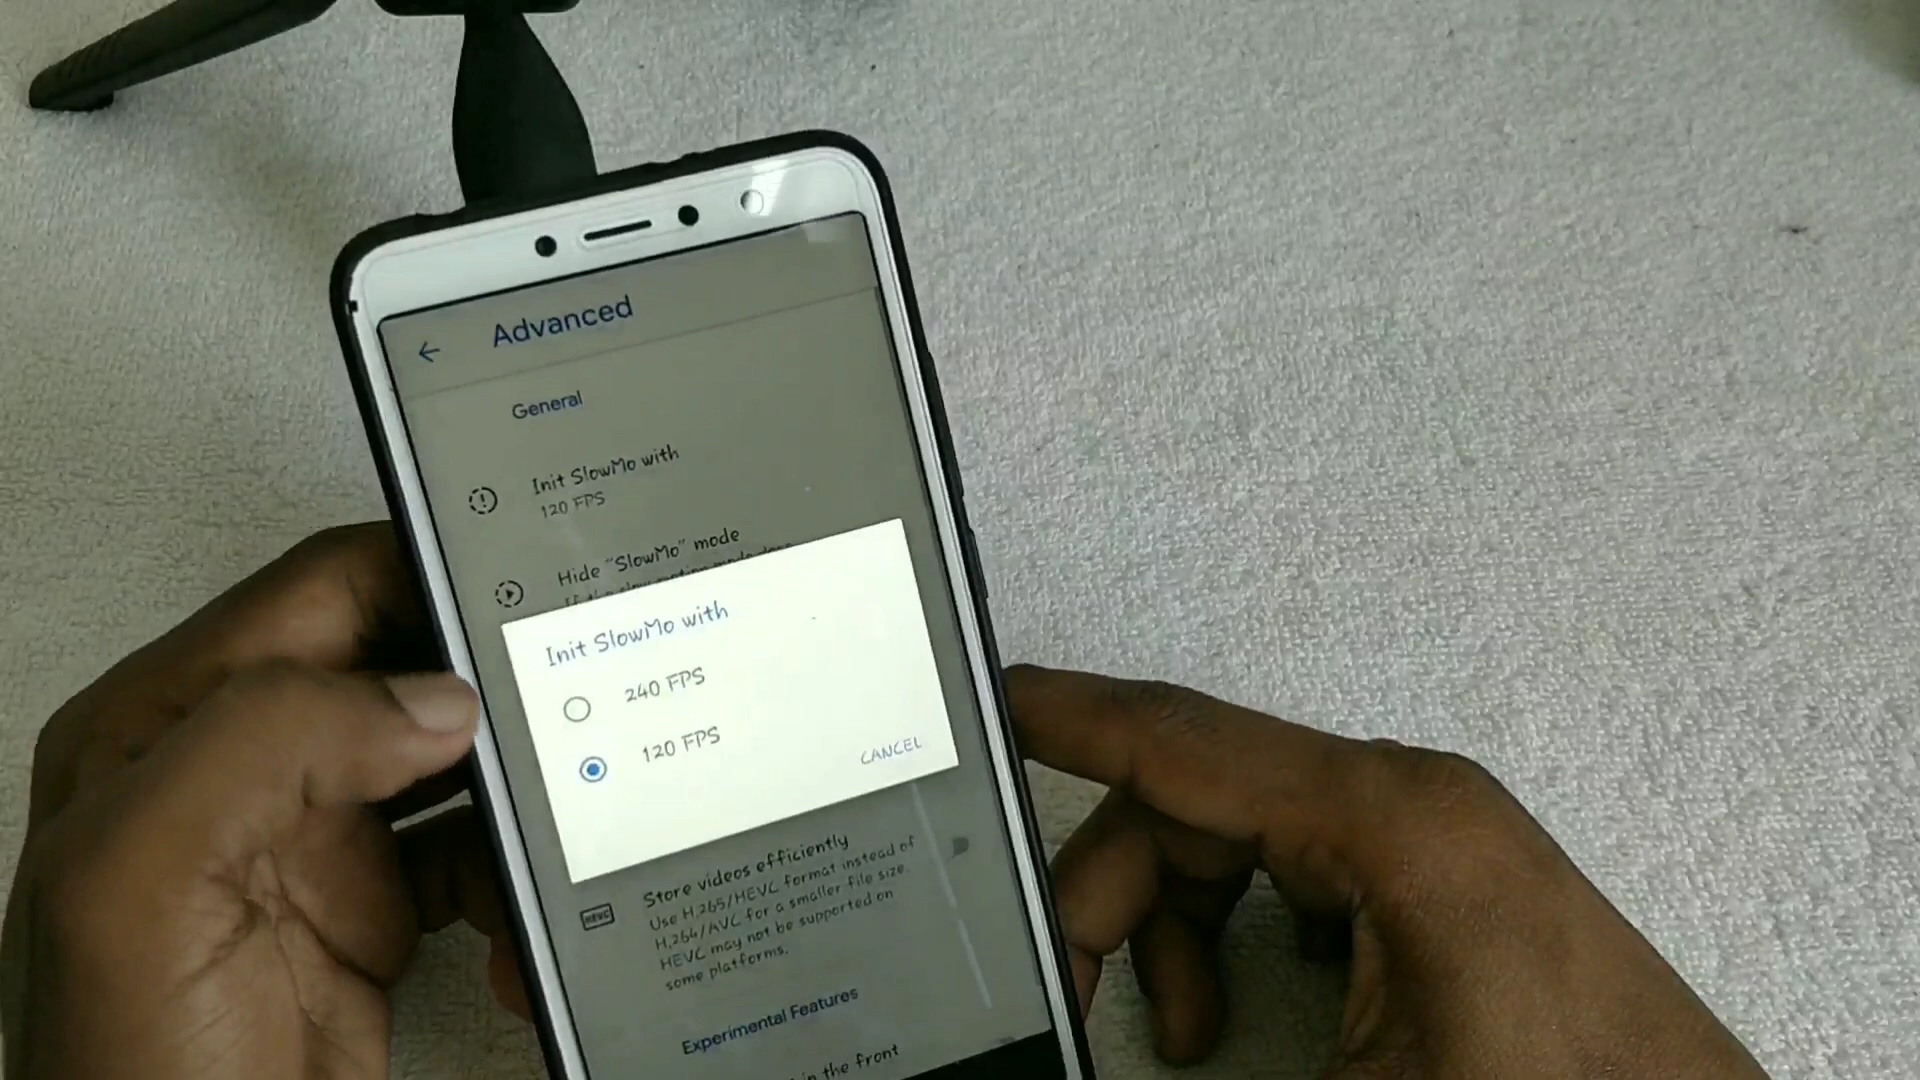 Advanced
General
Init SlowMo with
120 FPS
Hide "SlowMo" mode
Init SlowMo with
240 FPS
120 FPS
CANCEL
Store videos efficiently
Use H.265/HEVC format instead of
H.264/AVC for a smaller file size.
HEVC may not be supported on
some platforms.
HEVC
Experimental Features
in the front